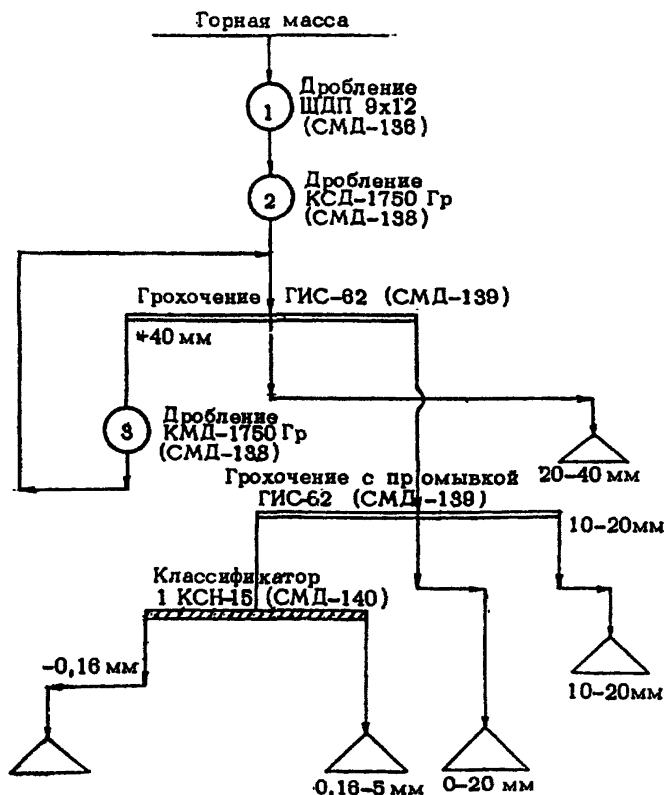 Горная масса
Дробление
1
ЩДП 9х12
(СМД-136)
Дробление
2
КСД-1750 Гр
(СМД-138)
Грохочение ГИС-62 (СМД-139)
+40 мм
3
Дробление
КМД-1750 Гр
(СМД-138)
20-40 мм
Грохочение с промывкой
ГИС-62 (СМД-139)
10-20мм
Классификатор
1 КСН-15 (СМД-140)
-0,16 мм
10-20мм
0,16-5 мм
0-20 мм